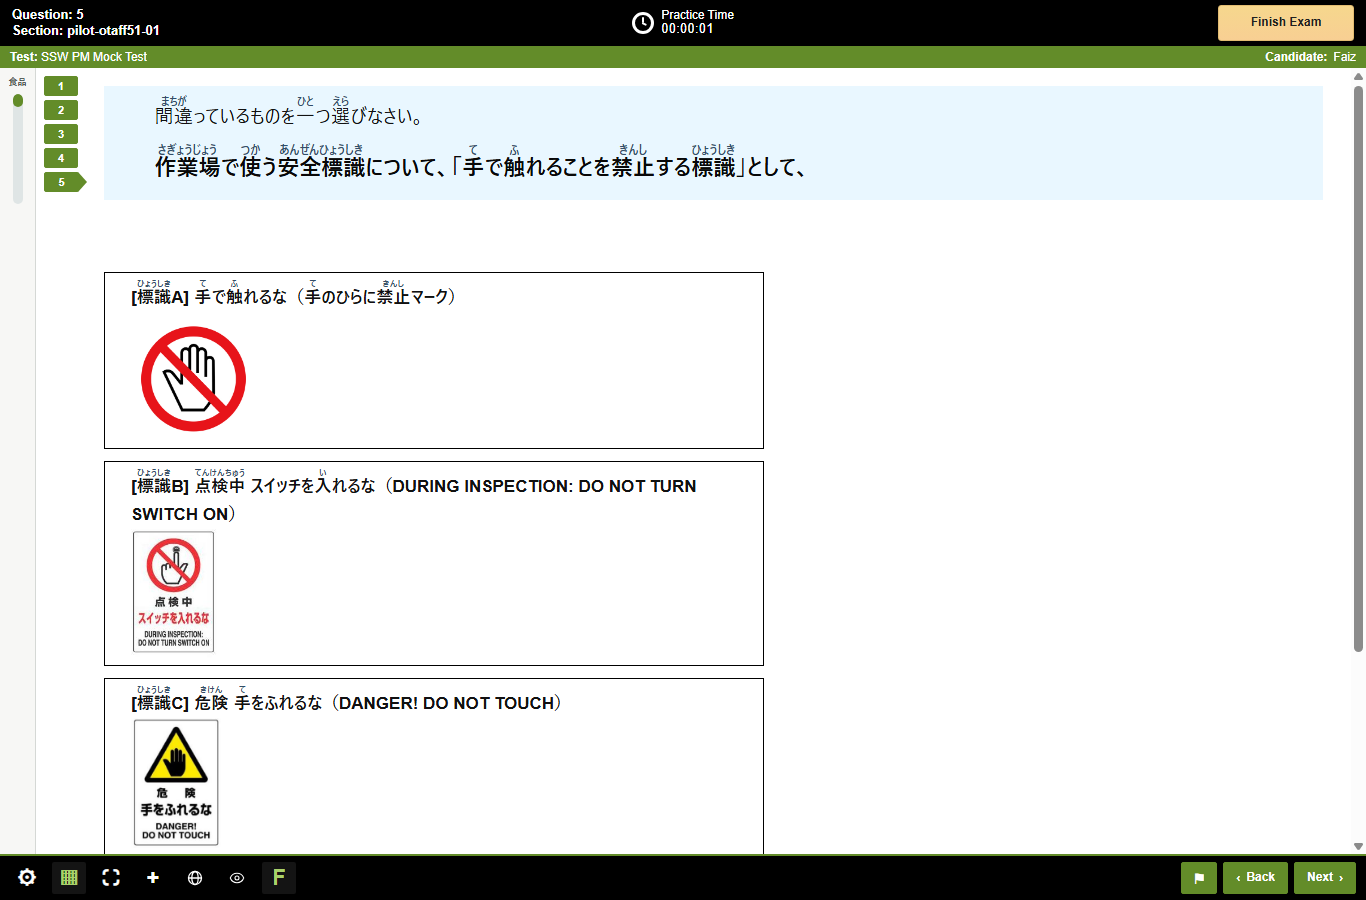 Question: 5
Section: pilot-otaff51-01
Practice Time
00:00:01
Finish Exam
Test: SSW PM Mock Test
Candidate: Faiz
食品
1
2
3
4
5
まちが ひと えら
間違っているものを一つ選びなさい。
さぎょうじょう つか あんぜんひょうしき て ふ きんし ひょうしき
作業場で使う安全標識について、「手で触れることを禁止する標識」として、
ひょうしき て ふ て きんし
[標識A] 手で触れるな（手のひらに禁止マーク）
ひょうしき てんけんちゅう い
[標識B] 点検中 スイッチを入れるな（DURING INSPECTION: DO NOT TURN
SWITCH ON）
点検中
スイッチを入れるな
DURING INSPECTION:
DO NOT TURN SWITCH ON
ひょうしき きけん て
[標識C] 危険 手をふれるな（DANGER! DO NOT TOUCH）
危 険
手をふれるな
DANGER!
DO NOT TOUCH
F
‹ Back
Next ›